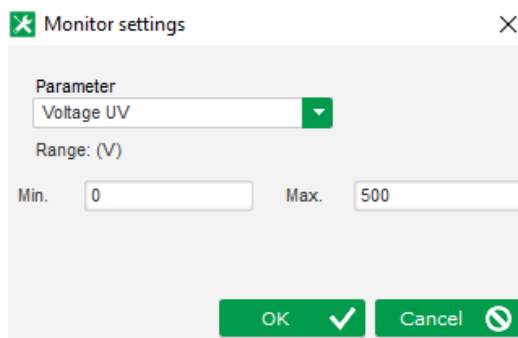 Monitor settings
Parameter
Voltage UV
Range: (V)
Min. 0 Max. 500
OK Cancel